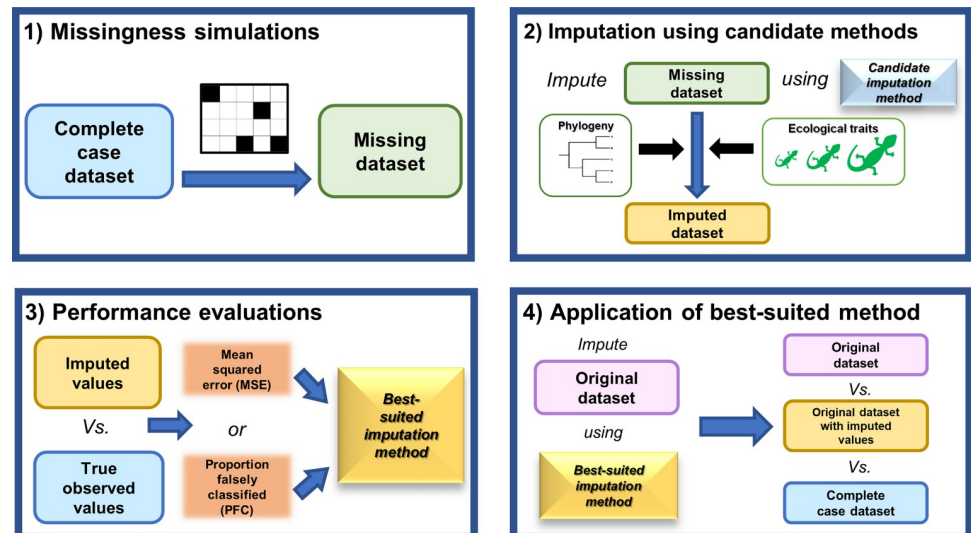 1) Missingness simulations
Complete
case
dataset
Missing
dataset
2) Imputation using candidate methods
Impute
Missing
dataset
using
Candidate
imputation
method
Phylogeny
Ecological traits
Imputed
dataset
3) Performance evaluations
Imputed
values
Vs.
True
observed
values
Mean
squared
error (MSE)
or
Proportion
falsely
classified
(PFC)
Best-
suited
imputation
method
4) Application of best-suited method
Impute
Original
dataset
using
Best-suited
imputation
method
Original
dataset
Vs.
Original dataset
with imputed
values
Vs.
Complete
case dataset